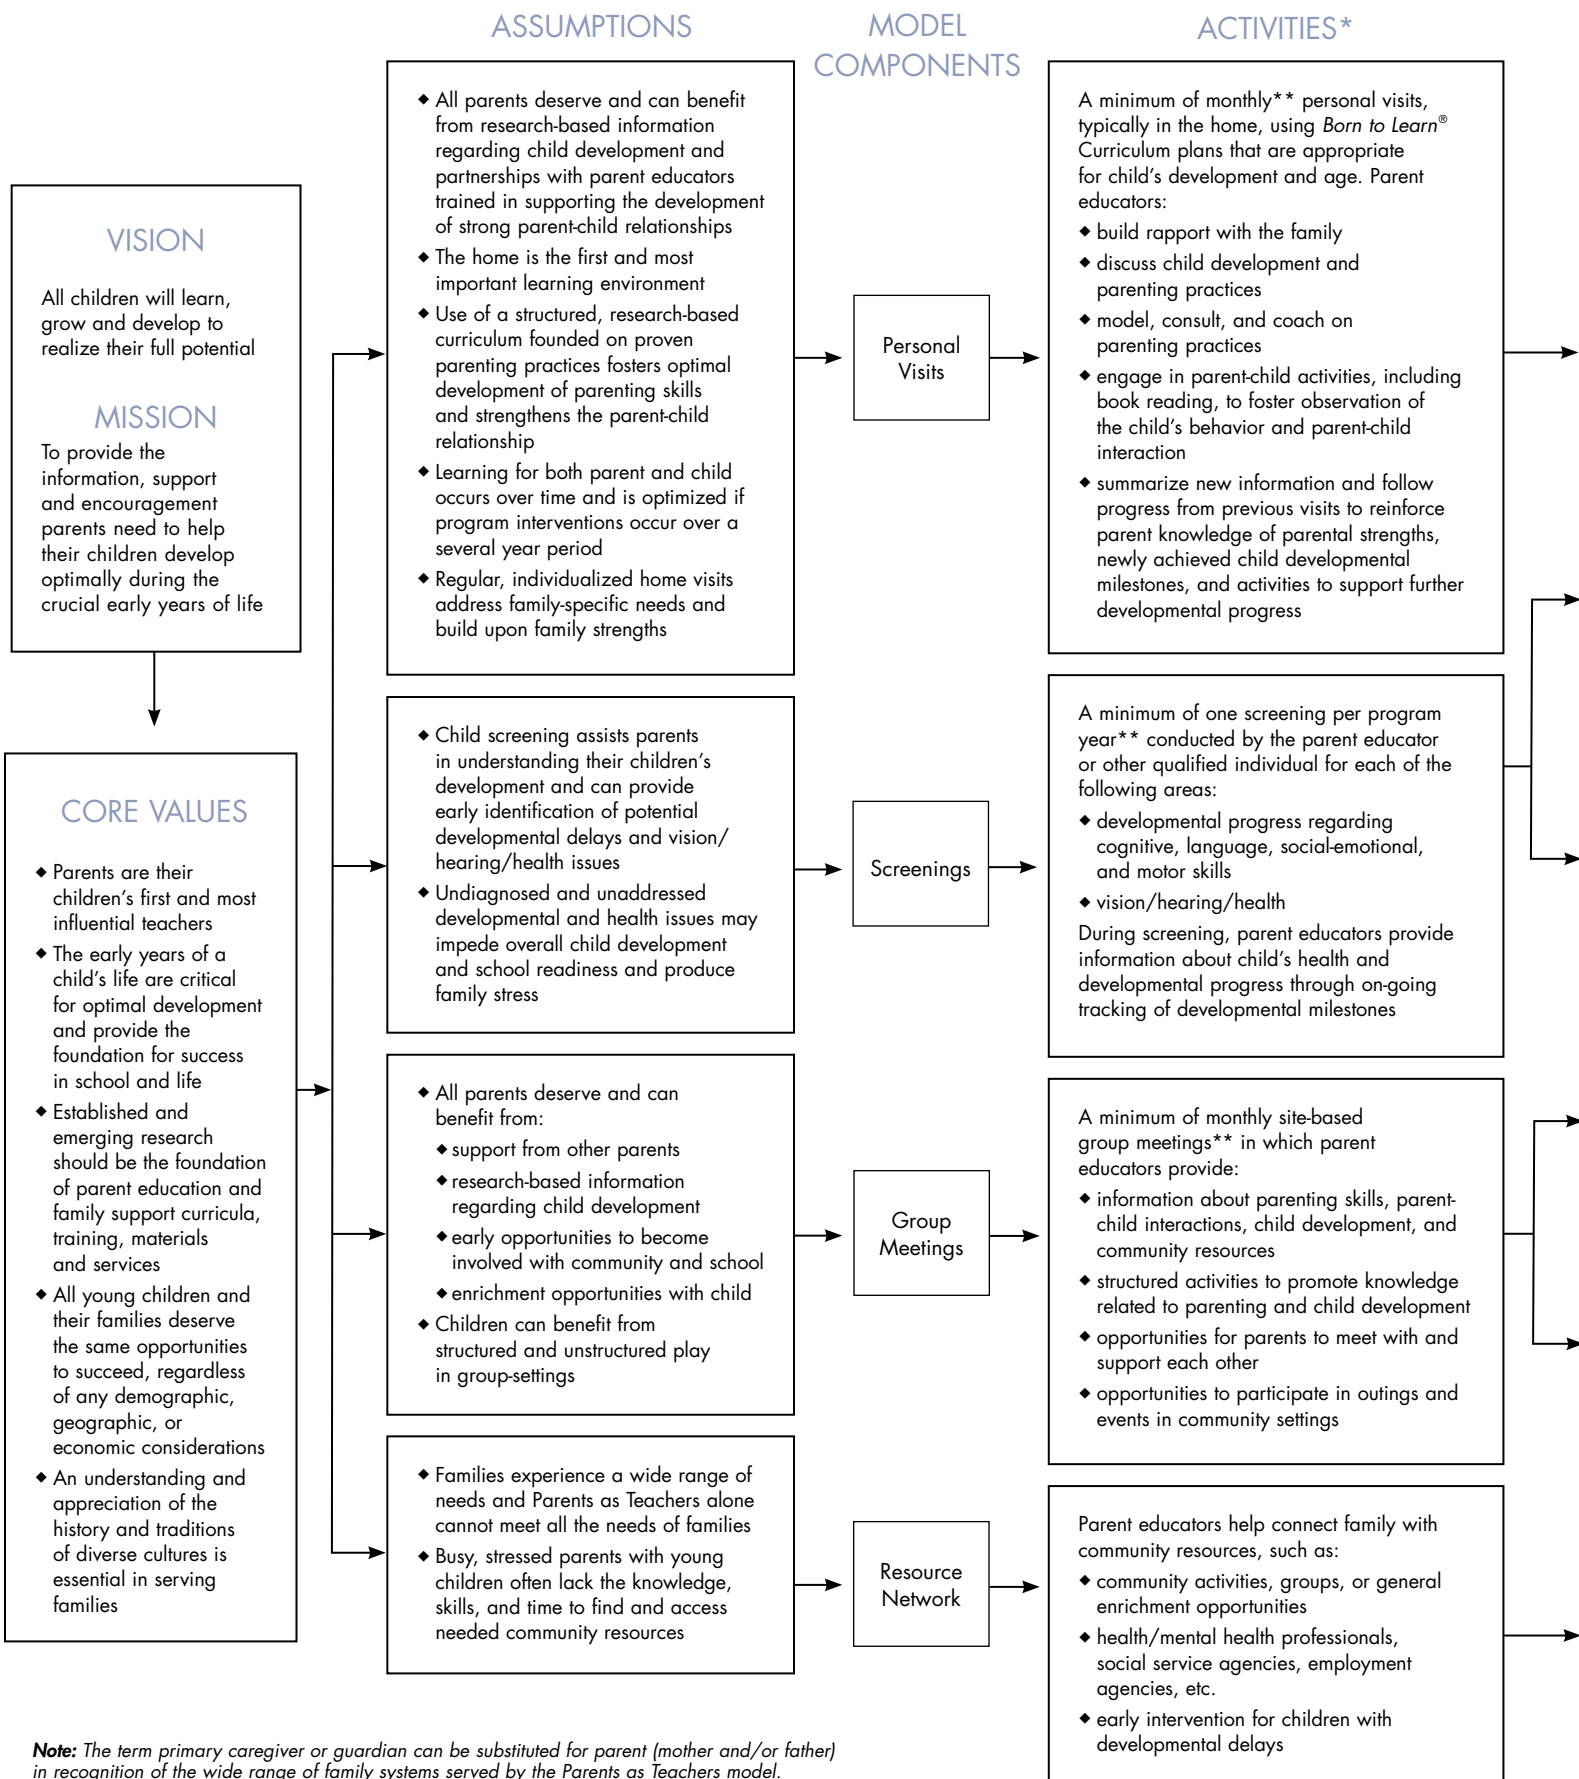 ASSUMPTIONS
MODEL
COMPONENTS
ACTIVITIES*
VISION
All children will learn,
grow and develop to
realize their full potential
MISSION
To provide the
information, support
and encouragement
parents need to help
their children develop
optimally during the
crucial early years of life
CORE VALUES
◆ Parents are their
children’s first and most
influential teachers
◆ The early years of a
child’s life are critical
for optimal development
and provide the
foundation for success
in school and life
◆ Established and
emerging research
should be the foundation
of parent education and
family support curricula,
training, materials
and services
◆ All young children and
their families deserve
the same opportunities
to succeed, regardless
of any demographic,
geographic, or
economic considerations
◆ An understanding and
appreciation of the
history and traditions
of diverse cultures is
essential in serving
families
◆ All parents deserve and can benefit
from research-based information
regarding child development and
partnerships with parent educators
trained in supporting the development
of strong parent-child relationships
◆ The home is the first and most
important learning environment
◆ Use of a structured, research-based
curriculum founded on proven
parenting practices fosters optimal
development of parenting skills
and strengthens the parent-child
relationship
◆ Learning for both parent and child
occurs over time and is optimized if
program interventions occur over a
several year period
◆ Regular, individualized home visits
address family-specific needs and
build upon family strengths
Personal
Visits
A minimum of monthly** personal visits,
typically in the home, using Born to Learn®
Curriculum plans that are appropriate
for child’s development and age. Parent
educators:
◆ build rapport with the family
◆ discuss child development and
parenting practices
◆ model, consult, and coach on
parenting practices
◆ engage in parent-child activities, including
book reading, to foster observation of
the child’s behavior and parent-child
interaction
◆ summarize new information and follow
progress from previous visits to reinforce
parent knowledge of parental strengths,
newly achieved child developmental
milestones, and activities to support further
developmental progress
◆ Child screening assists parents
in understanding their children’s
development and can provide
early identification of potential
developmental delays and vision/
hearing/health issues
◆ Undiagnosed and unaddressed
developmental and health issues may
impede overall child development
and school readiness and produce
family stress
Screenings
A minimum of one screening per program
year** conducted by the parent educator
or other qualified individual for each of the
following areas:
◆ developmental progress regarding
cognitive, language, social-emotional,
and motor skills
◆ vision/hearing/health
During screening, parent educators provide
information about child’s health and
developmental progress through on-going
tracking of developmental milestones
◆ All parents deserve and can
benefit from:
◆ support from other parents
◆ research-based information
regarding child development
◆ early opportunities to become
involved with community and school
◆ enrichment opportunities with child
◆ Children can benefit from
structured and unstructured play
in group-settings
Group
Meetings
A minimum of monthly site-based
group meetings** in which parent
educators provide:
◆ information about parenting skills, parent-
child interactions, child development, and
community resources
◆ structured activities to promote knowledge
related to parenting and child development
◆ opportunities for parents to meet with and
support each other
◆ opportunities to participate in outings and
events in community settings
◆ Families experience a wide range of
needs and Parents as Teachers alone
cannot meet all the needs of families
◆ Busy, stressed parents with young
children often lack the knowledge,
skills, and time to find and access
needed community resources
Resource
Network
Parent educators help connect family with
community resources, such as:
◆ community activities, groups, or general
enrichment opportunities
◆ health/mental health professionals,
social service agencies, employment
agencies, etc.
◆ early intervention for children with
developmental delays
Note: The term primary caregiver or guardian can be substituted for parent (mother and/or father)
in recognition of the wide range of family systems served by the Parents as Teachers model.